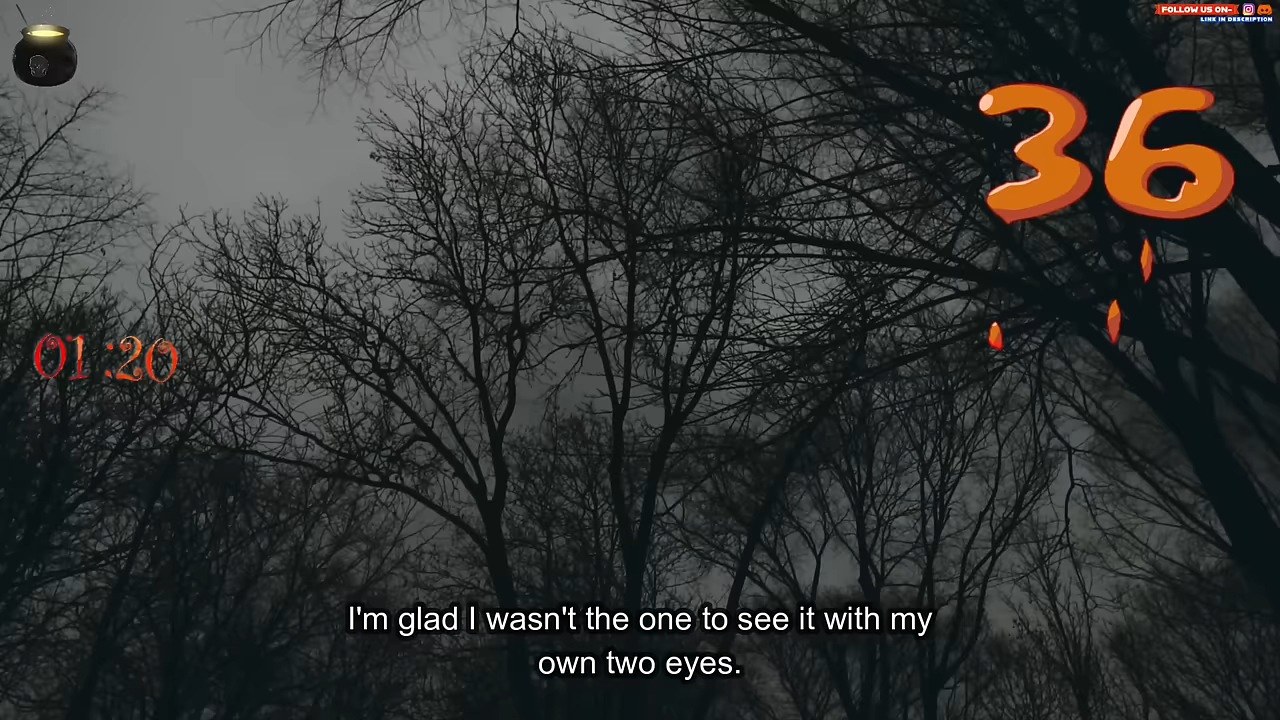 FOLLOW US ON-
LINK IN DESCRIPTION
36
01:20
I'm glad I wasn't the one to see it with my
own two eyes.